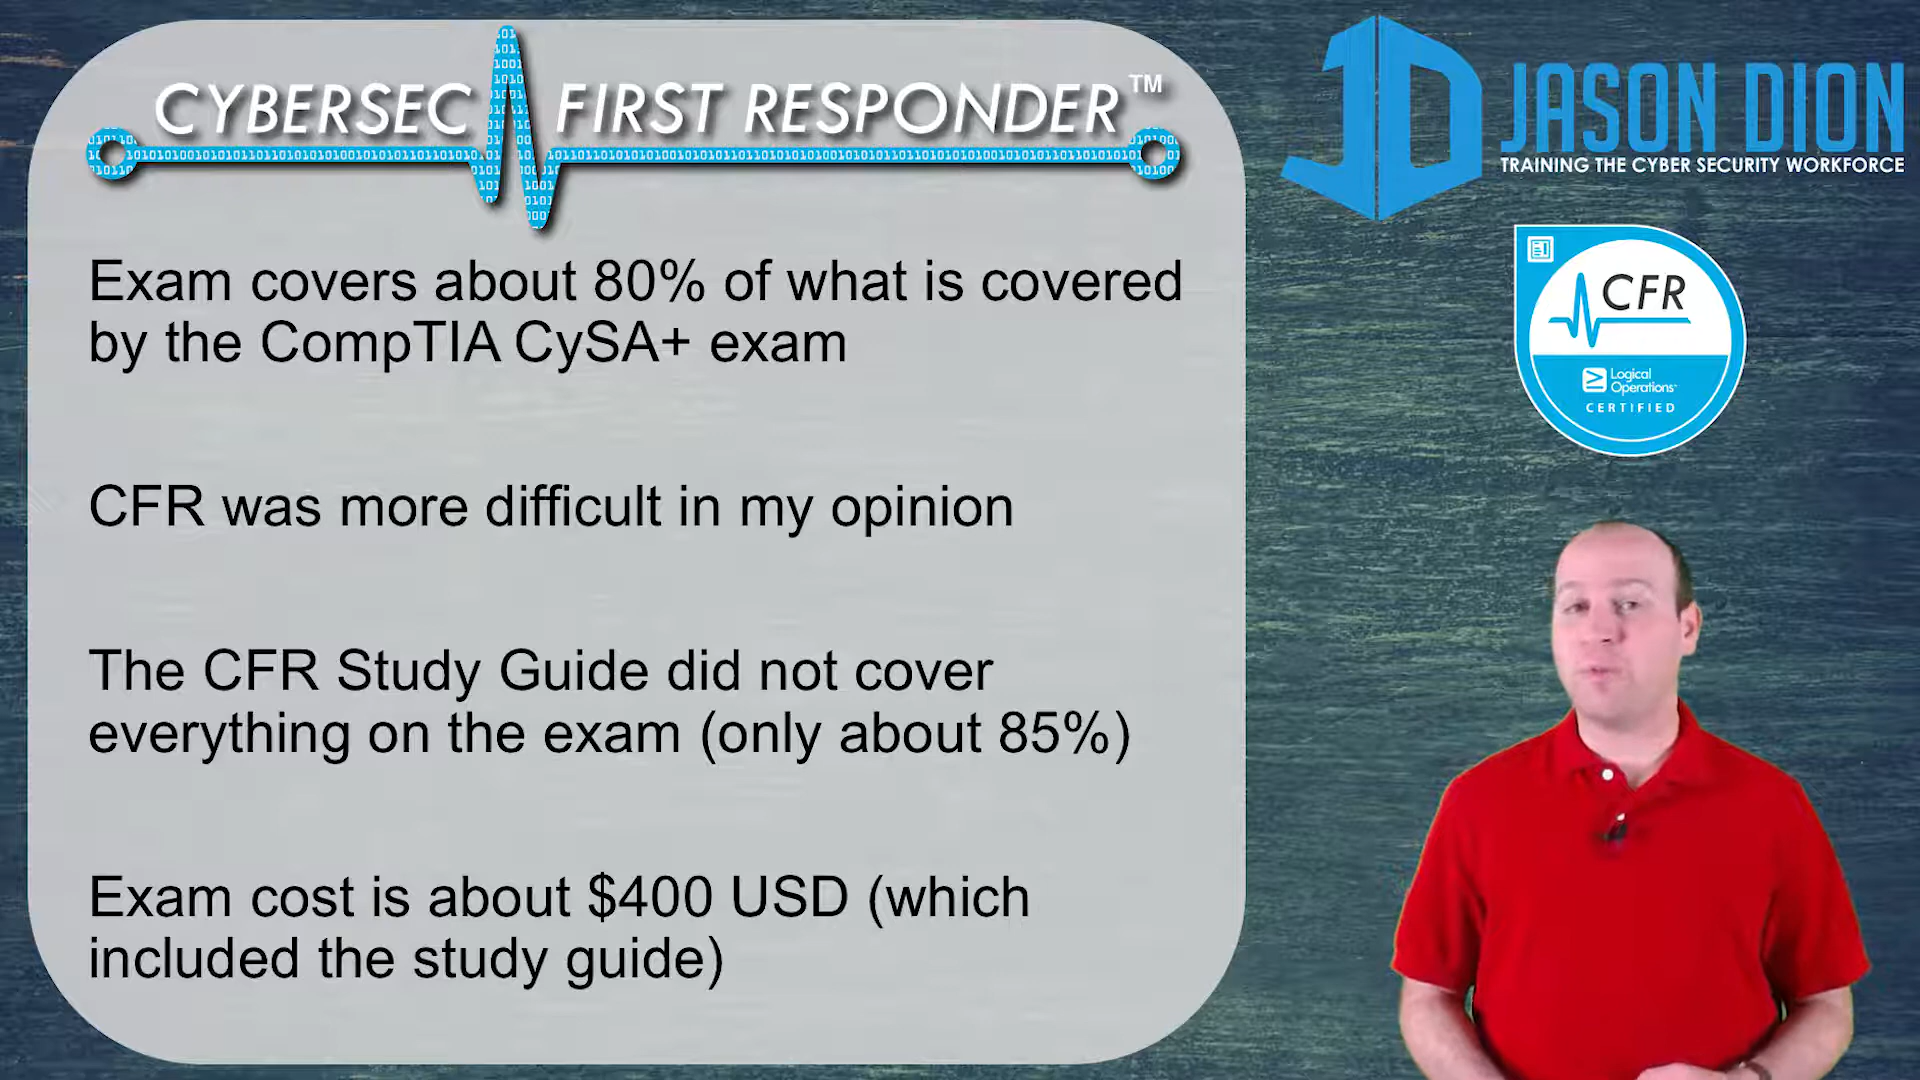 CYBERSEC FIRST RESPONDER™
JASON DION
TRAINING THE CYBER SECURITY WORKFORCE
CFR
Logical
Operations
CERTIFIED
Exam covers about 80% of what is covered
by the CompTIA CySA+ exam
CFR was more difficult in my opinion
The CFR Study Guide did not cover
everything on the exam (only about 85%)
Exam cost is about $400 USD (which
included the study guide)